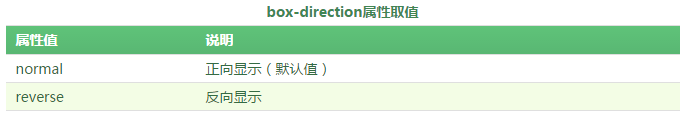 box-direction属性取值
属性值 说明
normal 正向显示（默认值）
reverse 反向显示